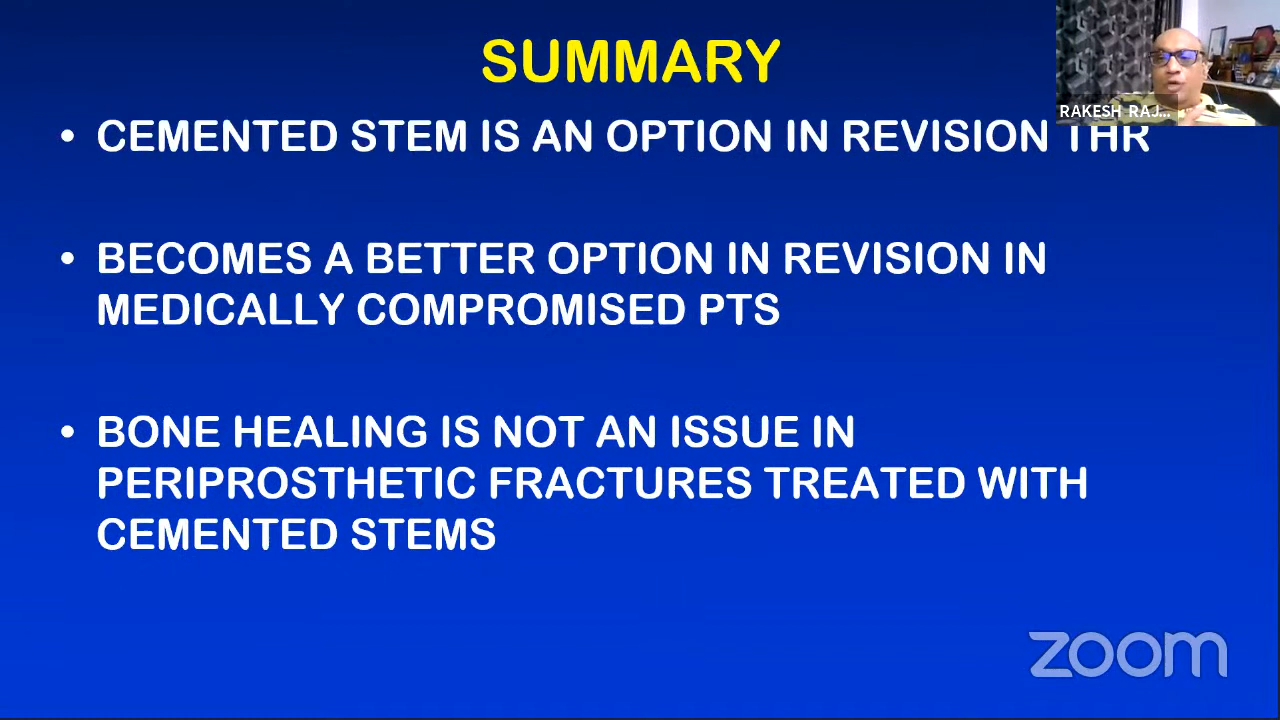 SUMMARY
RAKESH RAJ...
• CEMENTED STEM IS AN OPTION IN REVISION THR
• BECOMES A BETTER OPTION IN REVISION IN
MEDICALLY COMPROMISED PTS
• BONE HEALING IS NOT AN ISSUE IN
PERIPROSTHETIC FRACTURES TREATED WITH
CEMENTED STEMS
zoom